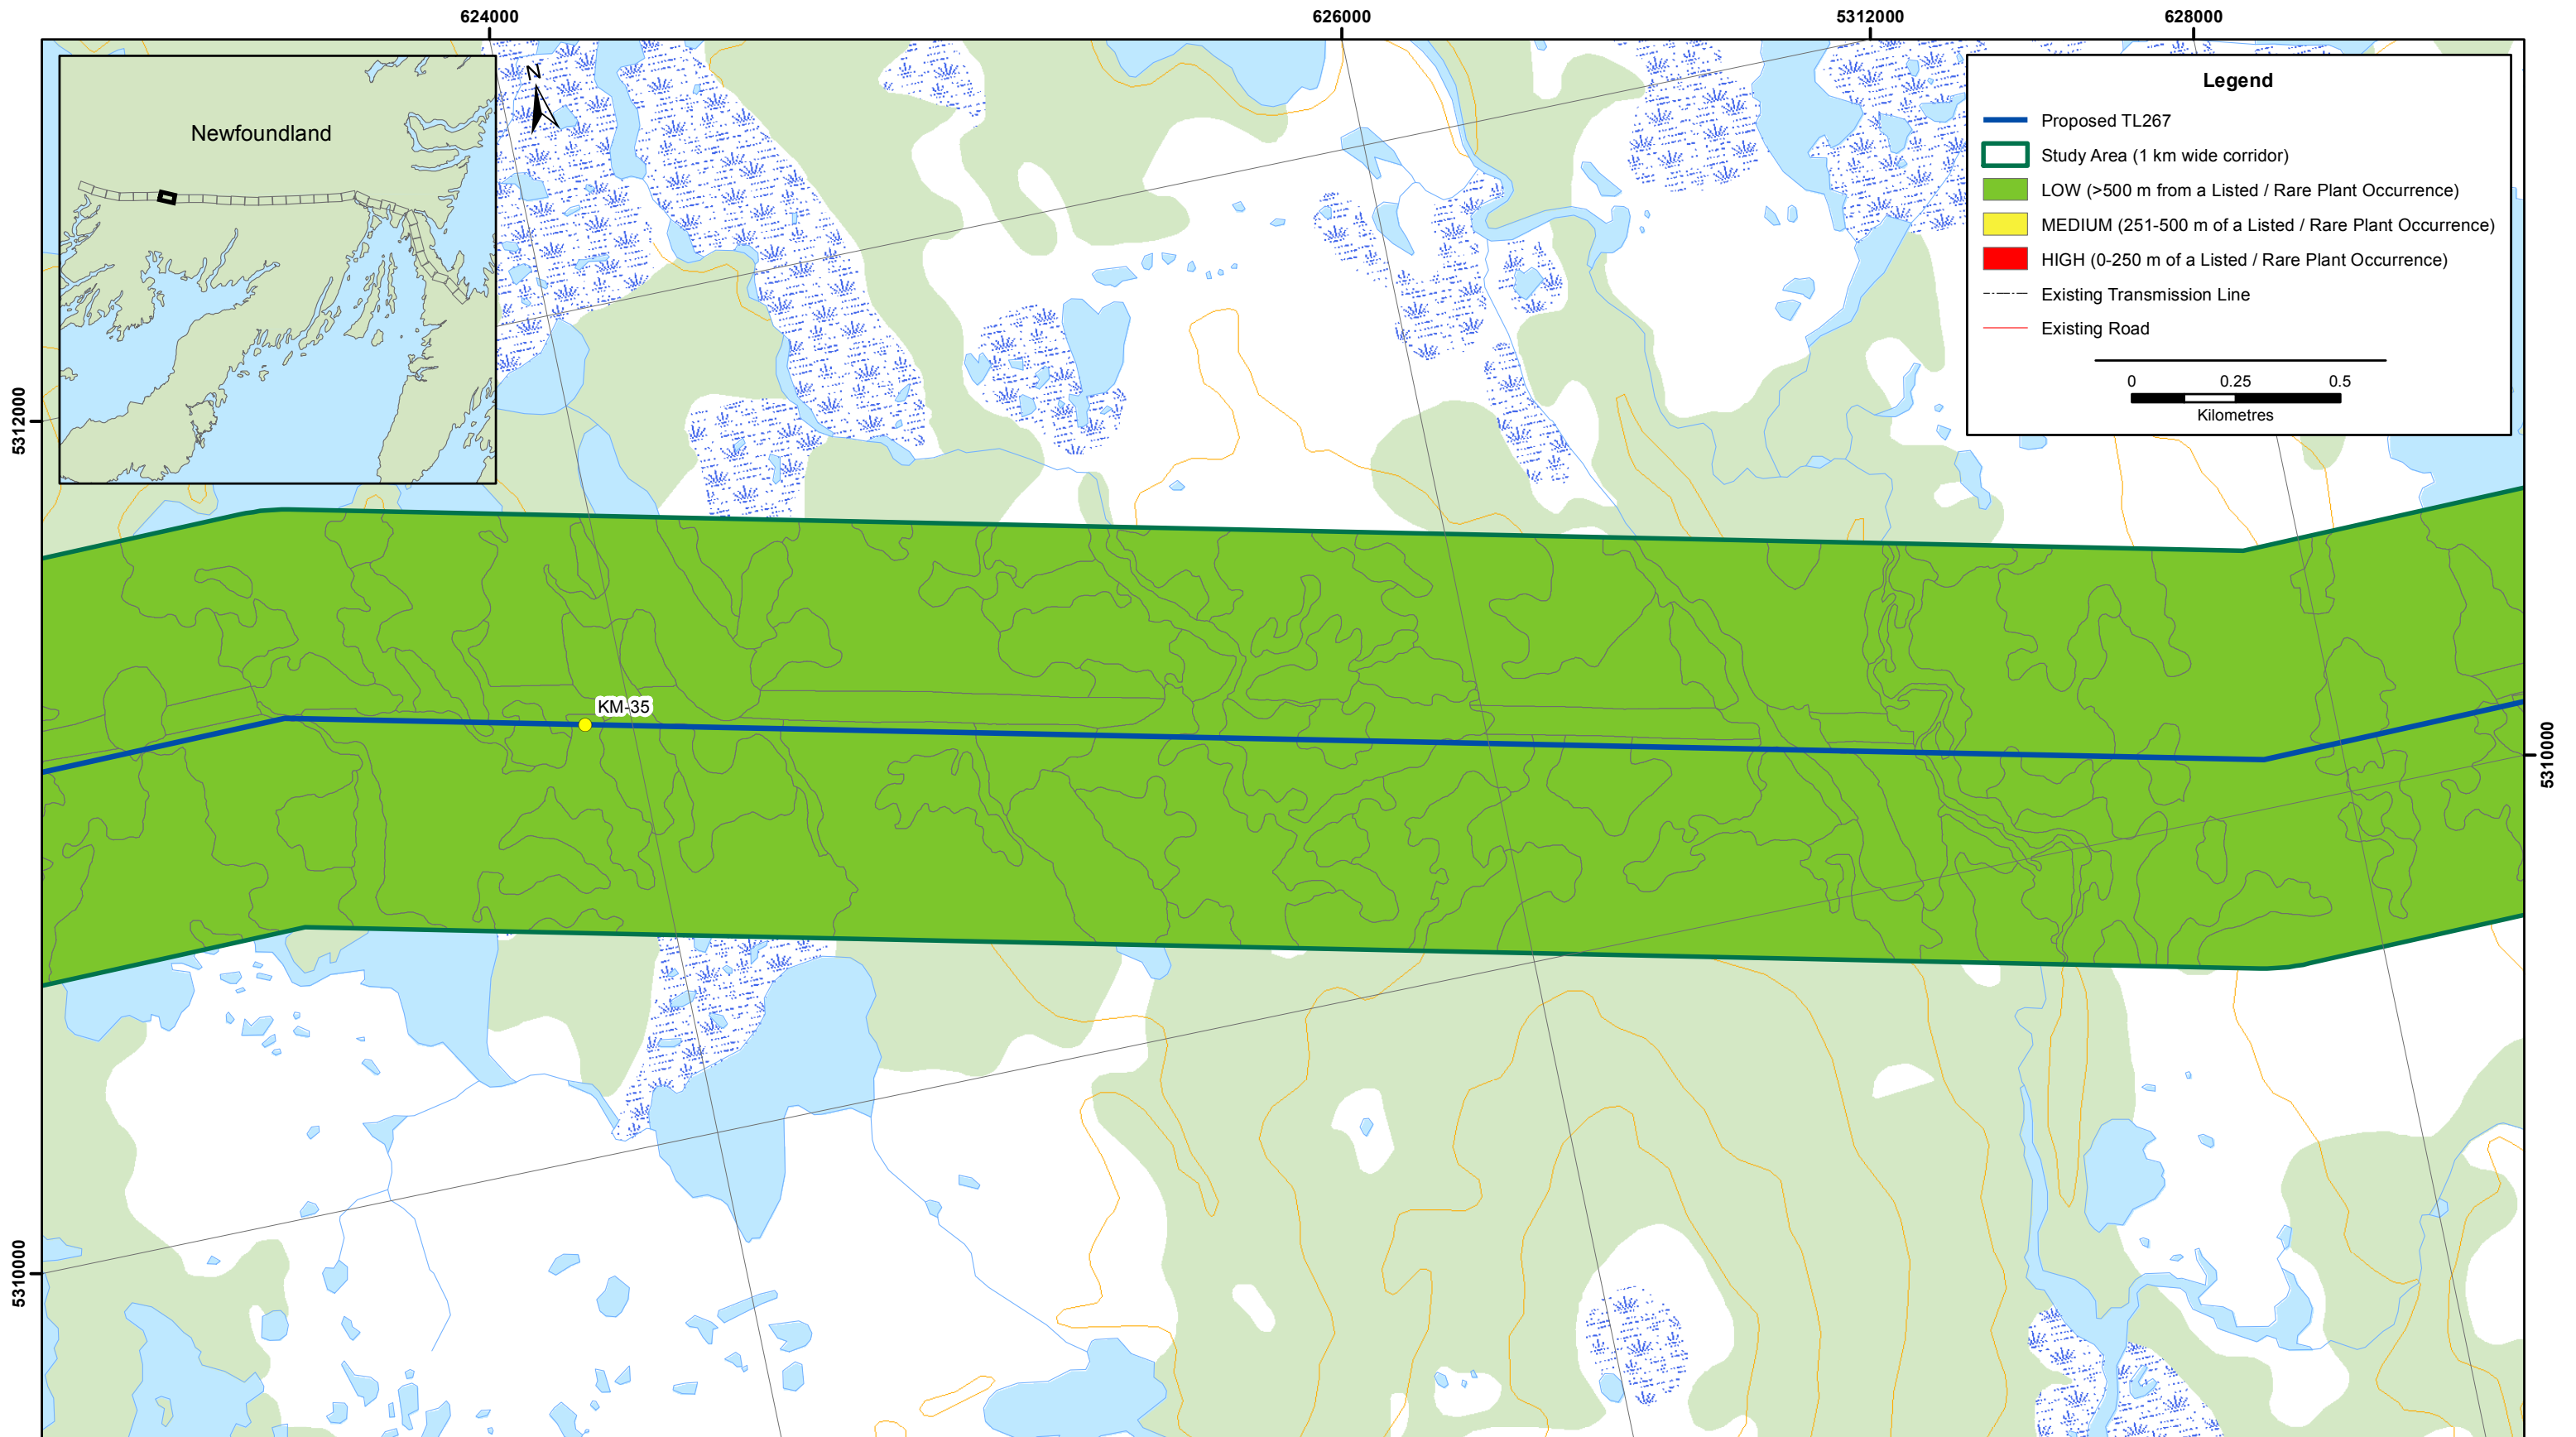 624000
626000
5312000
628000
Newfoundland
N
Legend
Proposed TL267
Study Area (1 km wide corridor)
LOW (>500 m from a Listed / Rare Plant Occurrence)
MEDIUM (251-500 m of a Listed / Rare Plant Occurrence)
HIGH (0-250 m of a Listed / Rare Plant Occurrence)
Existing Transmission Line
Existing Road
0 0.25 0.5
Kilometres
5312000
KM-35
5310000
5310000